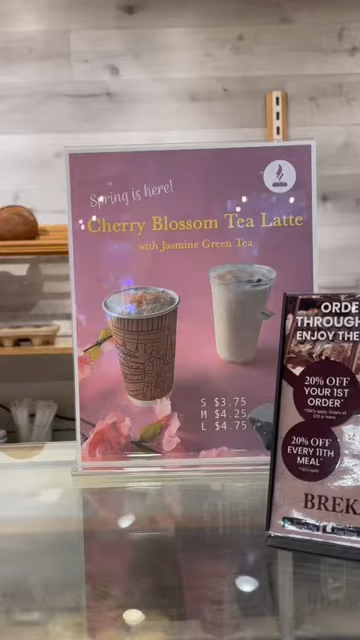 Spring is here!
Cherry Blossom Tea Latte
with Jasmine Green Tea
S $3.75
M $4.25
L $4.75
ORDE
THROUGH
ENJOY THE
20% OFF
YOUR 1ST
ORDER*
20% OFF
EVERY 11TH
MEAL*
BREK